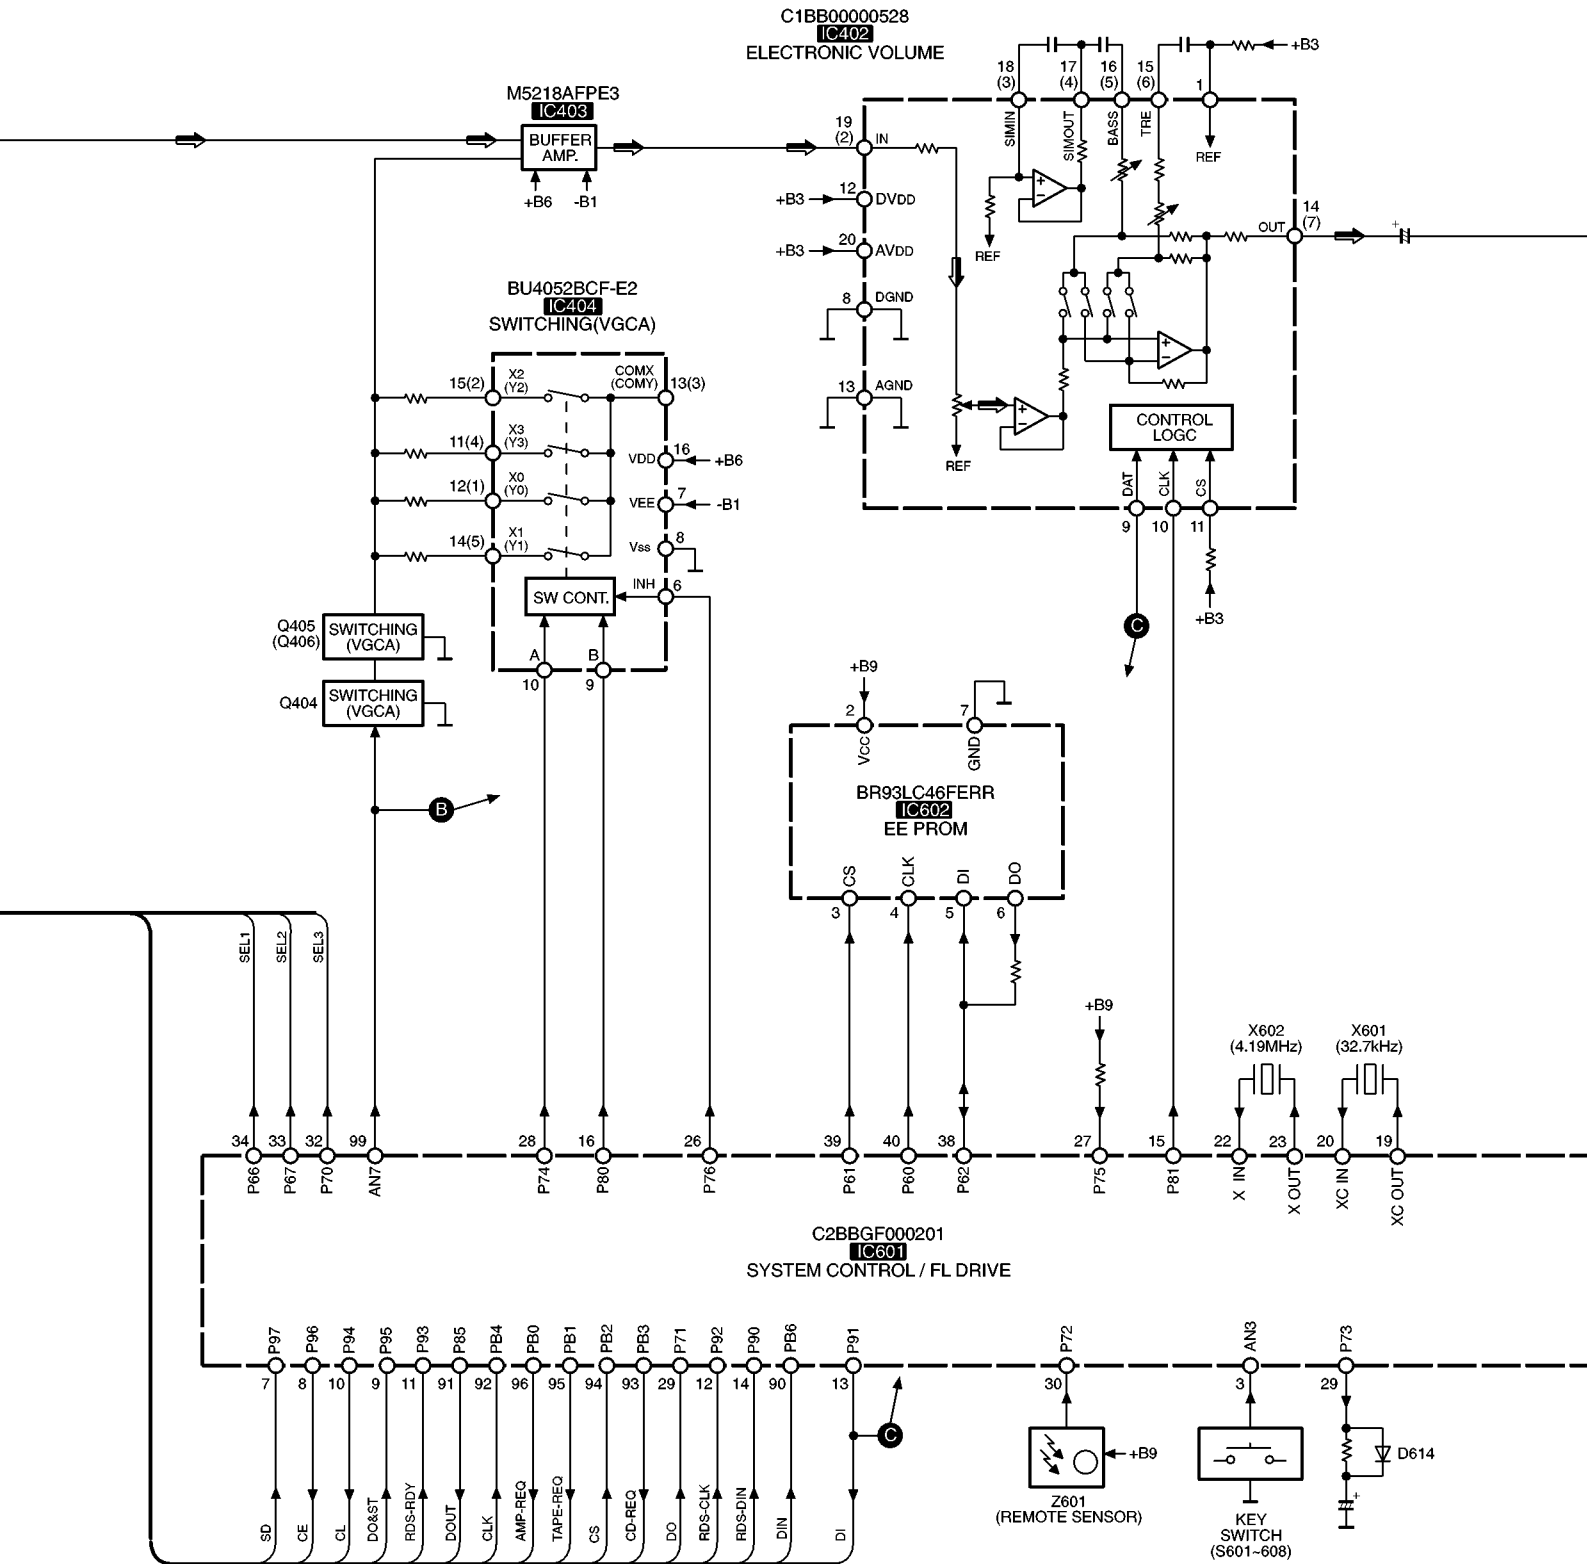 C1BB00000528
IC402
ELECTRONIC VOLUME
18
(3)
17
(4)
16
(5)
15
(6)
1
+B3
SIMIN
SIMOUT
BASS
TRE
REF
M5218AFPE3
IC403
BUFFER
AMP.
+B6
-B1
19
(2)
IN
+B3
12
DVDD
+B3
20
AVDD
8
DGND
13
AGND
REF
REF
OUT
14
(7)
CONTROL
LOGC
DAT
CLK
CS
9
10
11
+B3
C
BU4052BCF-E2
IC404
SWITCHING(VGCA)
15(2)
X2
(Y2)
COMX
(COMY)
13(3)
11(4)
X3
(Y3)
VDD
16
+B6
12(1)
X0
(Y0)
VEE
7
-B1
14(5)
X1
(Y1)
Vss
8
INH
6
SW CONT.
A
B
10
9
Q405
(Q406)
SWITCHING
(VGCA)
Q404
SWITCHING
(VGCA)
B
+B9
2
7
VCC
GND
BR93LC46FERR
IC602
EE PROM
CS
CLK
DI
DO
3
4
5
6
SEL1
SEL2
SEL3
+B9
X602
(4.19MHz)
X601
(32.7kHz)
34
33
32
99
28
16
26
39
40
38
27
15
22
23
20
19
P66
P67
P70
AN7
P74
P80
P76
P61
P60
P62
P75
P81
X IN
X OUT
XC IN
XC OUT
C2BBGF000201
IC601
SYSTEM CONTROL / FL DRIVE
P97
P96
P94
P95
P93
P85
PB4
PB0
PB1
PB2
PB3
P71
P92
P90
PB6
P91
P72
AN3
P73
7
8
10
9
11
91
92
96
95
94
93
29
12
14
90
13
30
3
29
C
+B9
D614
SD
CE
CL
DO&ST
RDS-RDY
DOUT
CLK
AMP-REQ
TAPE-REQ
CS
CD-REQ
DO
RDS-CLK
RDS-DIN
DIN
DI
Z601
(REMOTE SENSOR)
KEY
SWITCH
(S601~608)